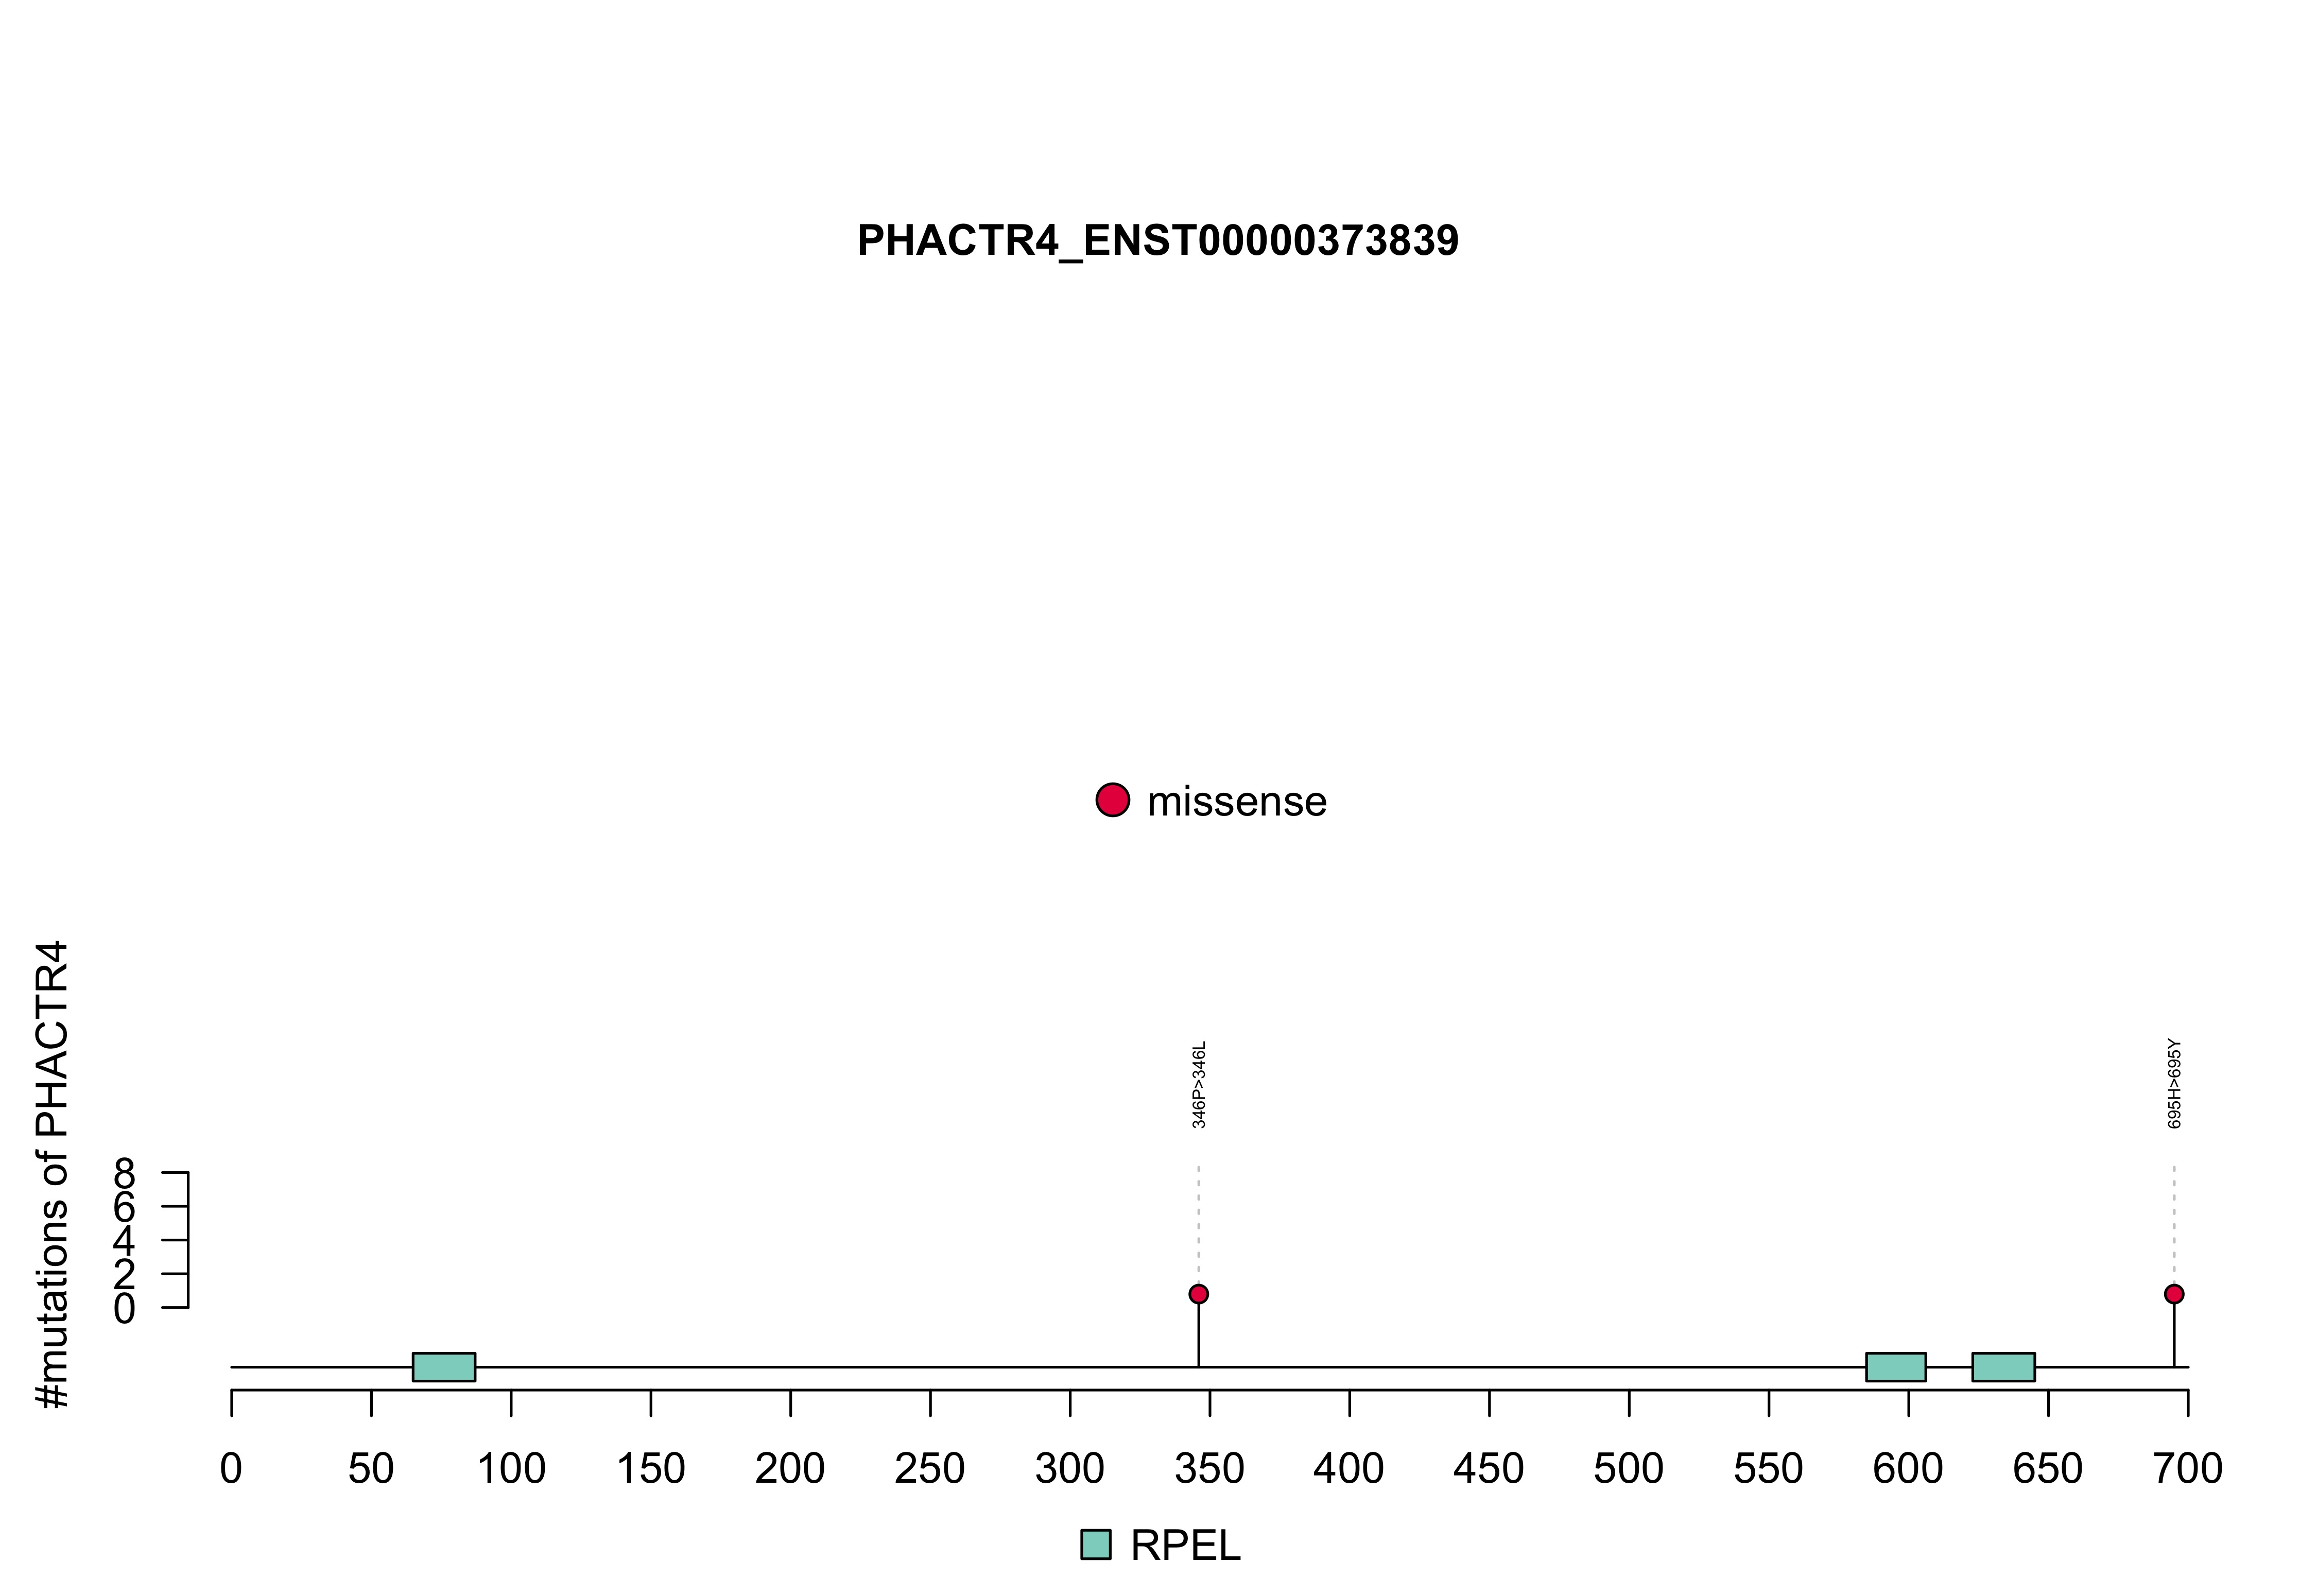 PHACTR4_ENST00000373839
missense
#mutations of PHACTR4
346P>346L
695H>695Y
8
6
4
2
0
0 50 100 150 200 250 300 350 400 450 500 550 600 650 700
RPEL